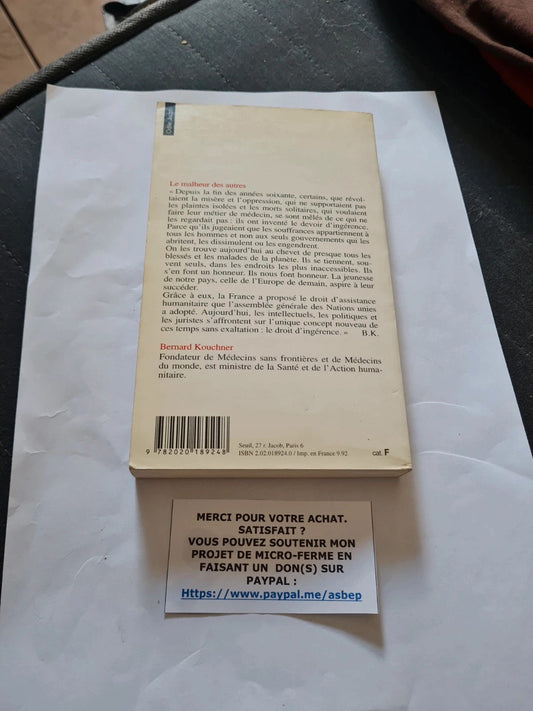 Odile Jacob
Le malheur des autres
« Depuis la fin des années soixante, certains, que révol-
taient la misère et l'oppression, qui ne supportaient pas
les plaintes isolées et les morts solitaires, qui voulaient
faire leur métier de médecin, se sont mêlés de ce qui ne
les regardait pas : ils ont inventé le devoir d'ingérence.
Parce qu'ils jugeaient que les souffrances appartiennent à
tous les hommes et non aux seuls gouvernements qui les
abritent, les dissimulent ou les engendrent.
On les trouve aujourd'hui au chevet de presque tous les
blessés et les malades de la planète. Ils se tiennent, sou-
vent seuls, dans les endroits les plus inaccessibles. Ils
s'en font un honneur. Ils nous font honneur. La jeunesse
de notre pays, celle de l'Europe de demain, aspire à leur
succéder.
Grâce à eux, la France a proposé le droit d'assistance
humanitaire que l'assemblée générale des Nations unies
a adopté. Aujourd'hui, les intellectuels, les politiques et
les juristes s'affrontent sur l'unique concept nouveau de
ces temps sans exaltation : le droit d'ingérence. » B.K.
Bernard Kouchner
Fondateur de Médecins sans frontières et de Médecins
du monde, est ministre de la Santé et de l'Action huma-
nitaire.
9 782020 189248
Seuil, 27 r. Jacob, Paris 6
ISBN 2.02.018924.0 / Imp. en France 9.92
cat. F
MERCI POUR VOTRE ACHAT.
SATISFAIT ?
VOUS POUVEZ SOUTENIR MON
PROJET DE MICRO-FERME EN
FAISANT UN DON(S) SUR
PAYPAL :
Https://www.paypal.me/asbep